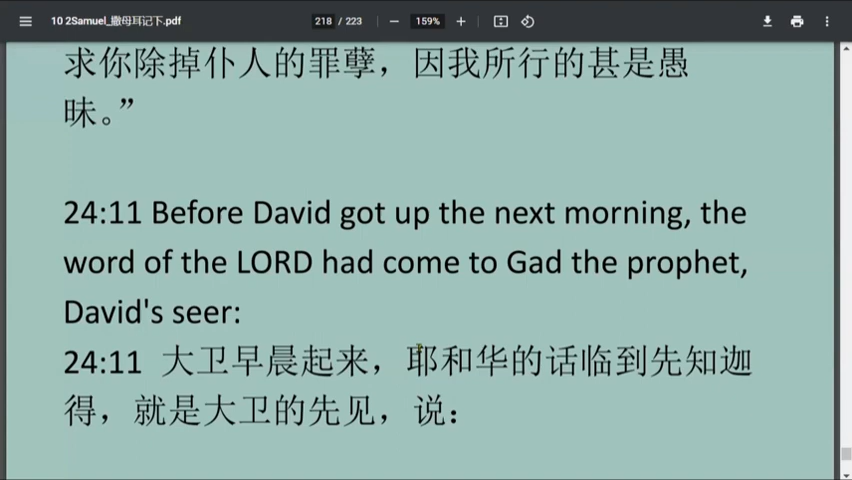 10 2Samuel_撒母耳记下.pdf
218 / 223
159%
求你除掉仆人的罪孽，因我所行的甚是愚
昧。”
24:11 Before David got up the next morning, the
word of the LORD had come to Gad the prophet,
David's seer:
24:11 大卫早晨起来，耶和华的话临到先知迦
得，就是大卫的先见，说：